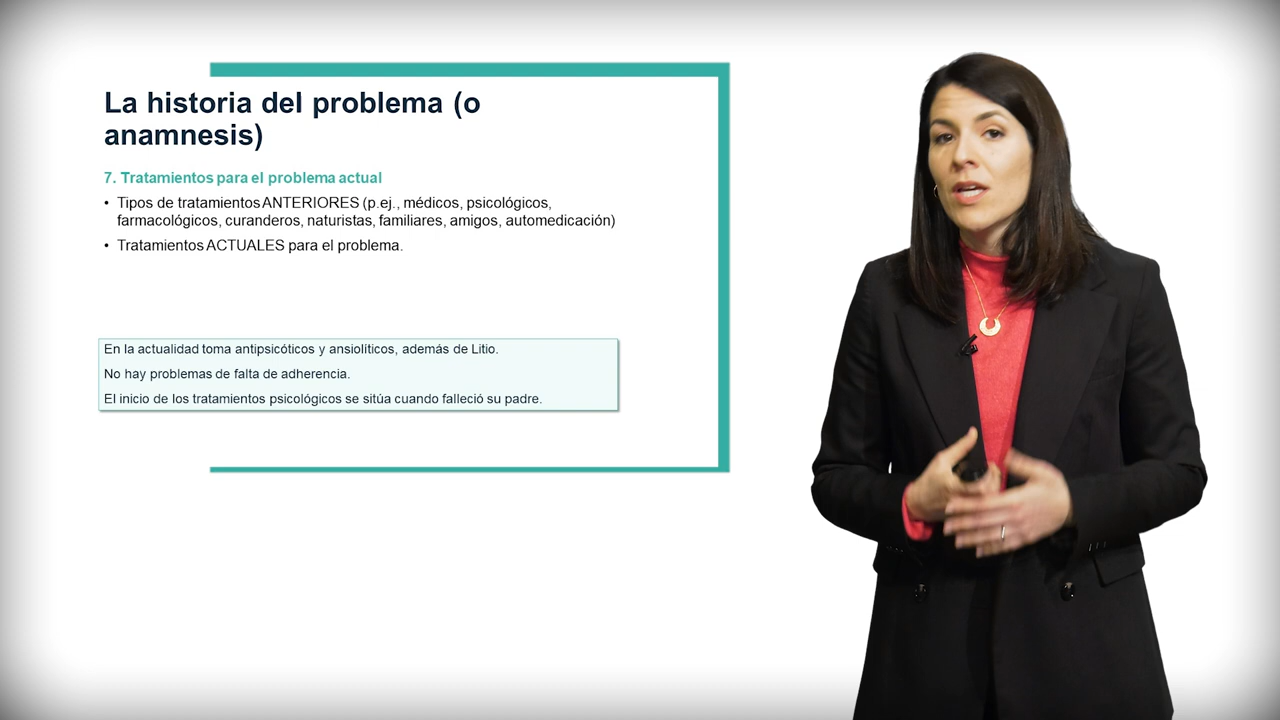 La historia del problema (o
anamnesis)
7. Tratamientos para el problema actual
• Tipos de tratamientos ANTERIORES (p.ej., médicos, psicológicos,
farmacológicos, curanderos, naturistas, familiares, amigos, automedicación)
• Tratamientos ACTUALES para el problema.
En la actualidad toma antipsicóticos y ansiolíticos, además de Litio.
No hay problemas de falta de adherencia.
El inicio de los tratamientos psicológicos se sitúa cuando falleció su padre.